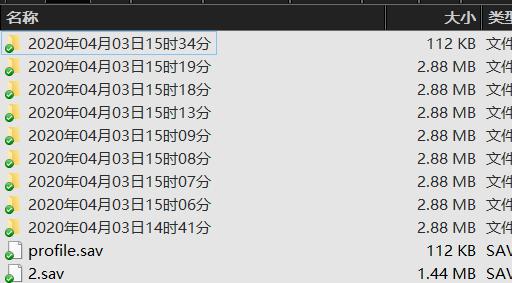 名称 大小 类型
2020年04月03日15时34分 112 KB 文件
2020年04月03日15时19分 2.88 MB 文件
2020年04月03日15时18分 2.88 MB 文件
2020年04月03日15时13分 2.88 MB 文件
2020年04月03日15时09分 2.88 MB 文件
2020年04月03日15时08分 2.88 MB 文件
2020年04月03日15时07分 2.88 MB 文件
2020年04月03日15时06分 2.88 MB 文件
2020年04月03日14时41分 2.88 MB 文件
profile.sav 112 KB SAV
2.sav 1.44 MB SAV